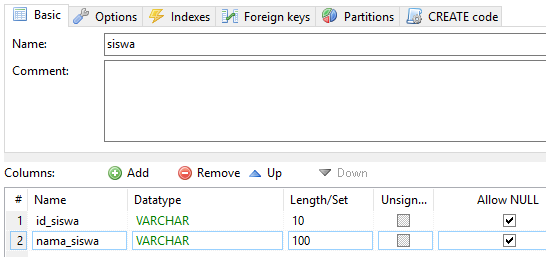 Basic Options Indexes Foreign keys Partitions CREATE code
Name: siswa
Comment:
Columns: Add Remove Up Down
# Name Datatype Length/Set Unsign... Allow NULL
1 id_siswa VARCHAR 10
2 nama_siswa VARCHAR 100